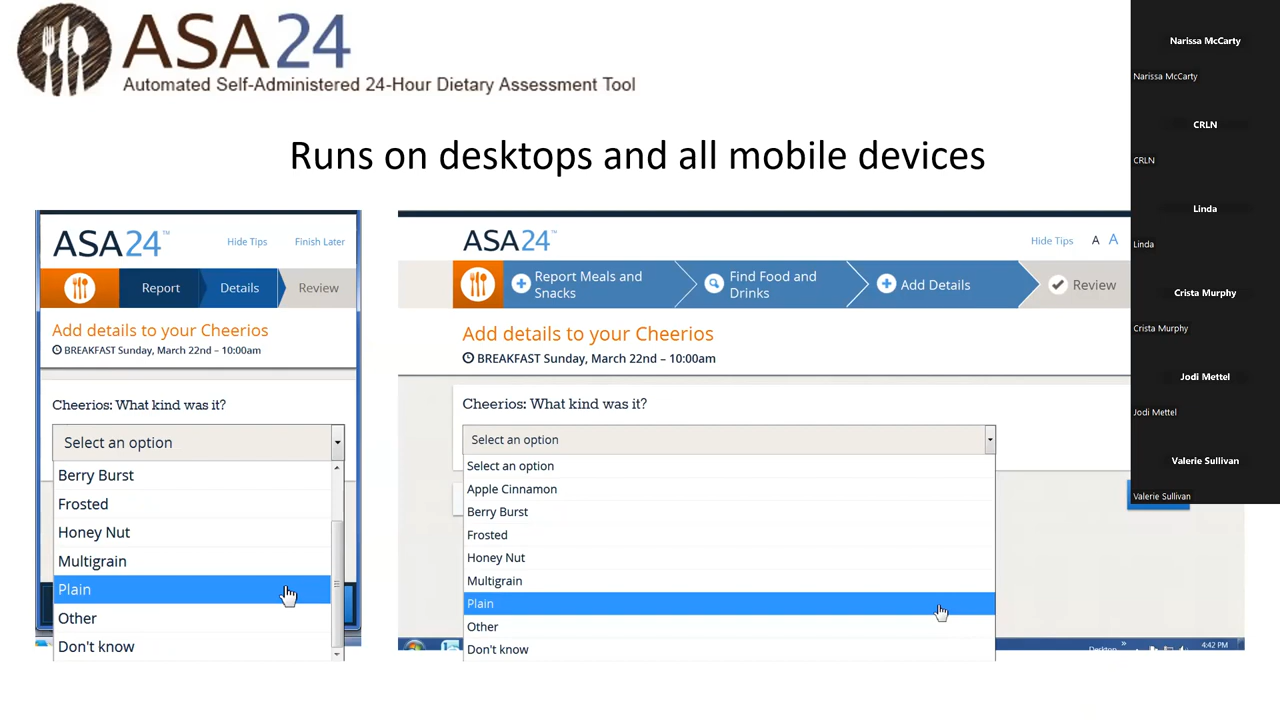 ASA24
Automated Self-Administered 24-Hour Dietary Assessment Tool
Runs on desktops and all mobile devices
ASA24™
Hide Tips
Finish Later
Report
Details
Review
Add details to your Cheerios
BREAKFAST Sunday, March 22nd – 10:00am
Cheerios: What kind was it?
Select an option
Berry Burst
Frosted
Honey Nut
Multigrain
Plain
Other
Don't know
ASA24™
Hide Tips
A A
Report Meals and
Snacks
Find Food and
Drinks
Add Details
Review
Add details to your Cheerios
BREAKFAST Sunday, March 22nd – 10:00am
Cheerios: What kind was it?
Select an option
Select an option
Apple Cinnamon
Berry Burst
Frosted
Honey Nut
Multigrain
Plain
Other
Don't know
Desktop
»
4:42 PM
Narissa McCarty
Narissa McCarty
CRLN
CRLN
Linda
Linda
Crista Murphy
Crista Murphy
Jodi Mettel
Jodi Mettel
Valerie Sullivan
Valerie Sullivan